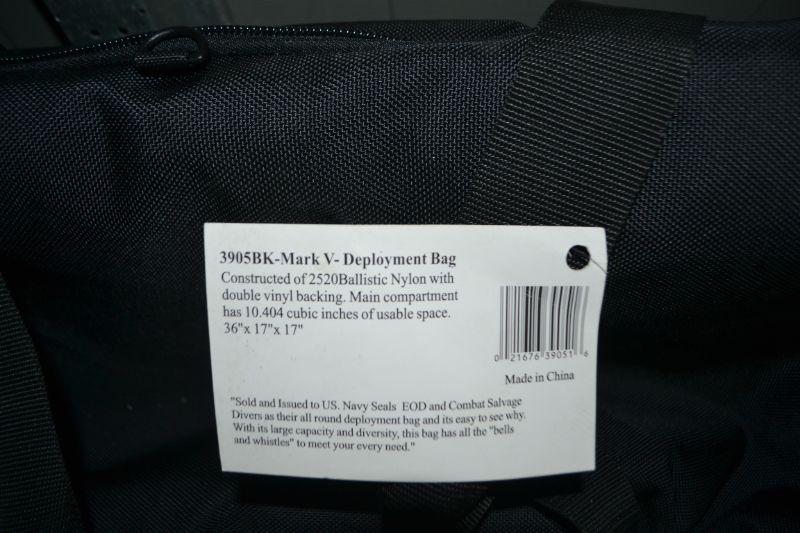 3905BK-Mark V- Deployment Bag
Constructed of 2520Ballistic Nylon with
double vinyl backing. Main compartment
has 10.404 cubic inches of usable space.
36"x 17"x 17"
0 21676 39051 6
Made in China
"Sold and Issued to US. Navy Seals  EOD and Combat Salvage
Divers as their all round deployment bag and its easy to see why.
With its large capacity and diversity, this bag has all the "bells
and whistles" to meet your every need."